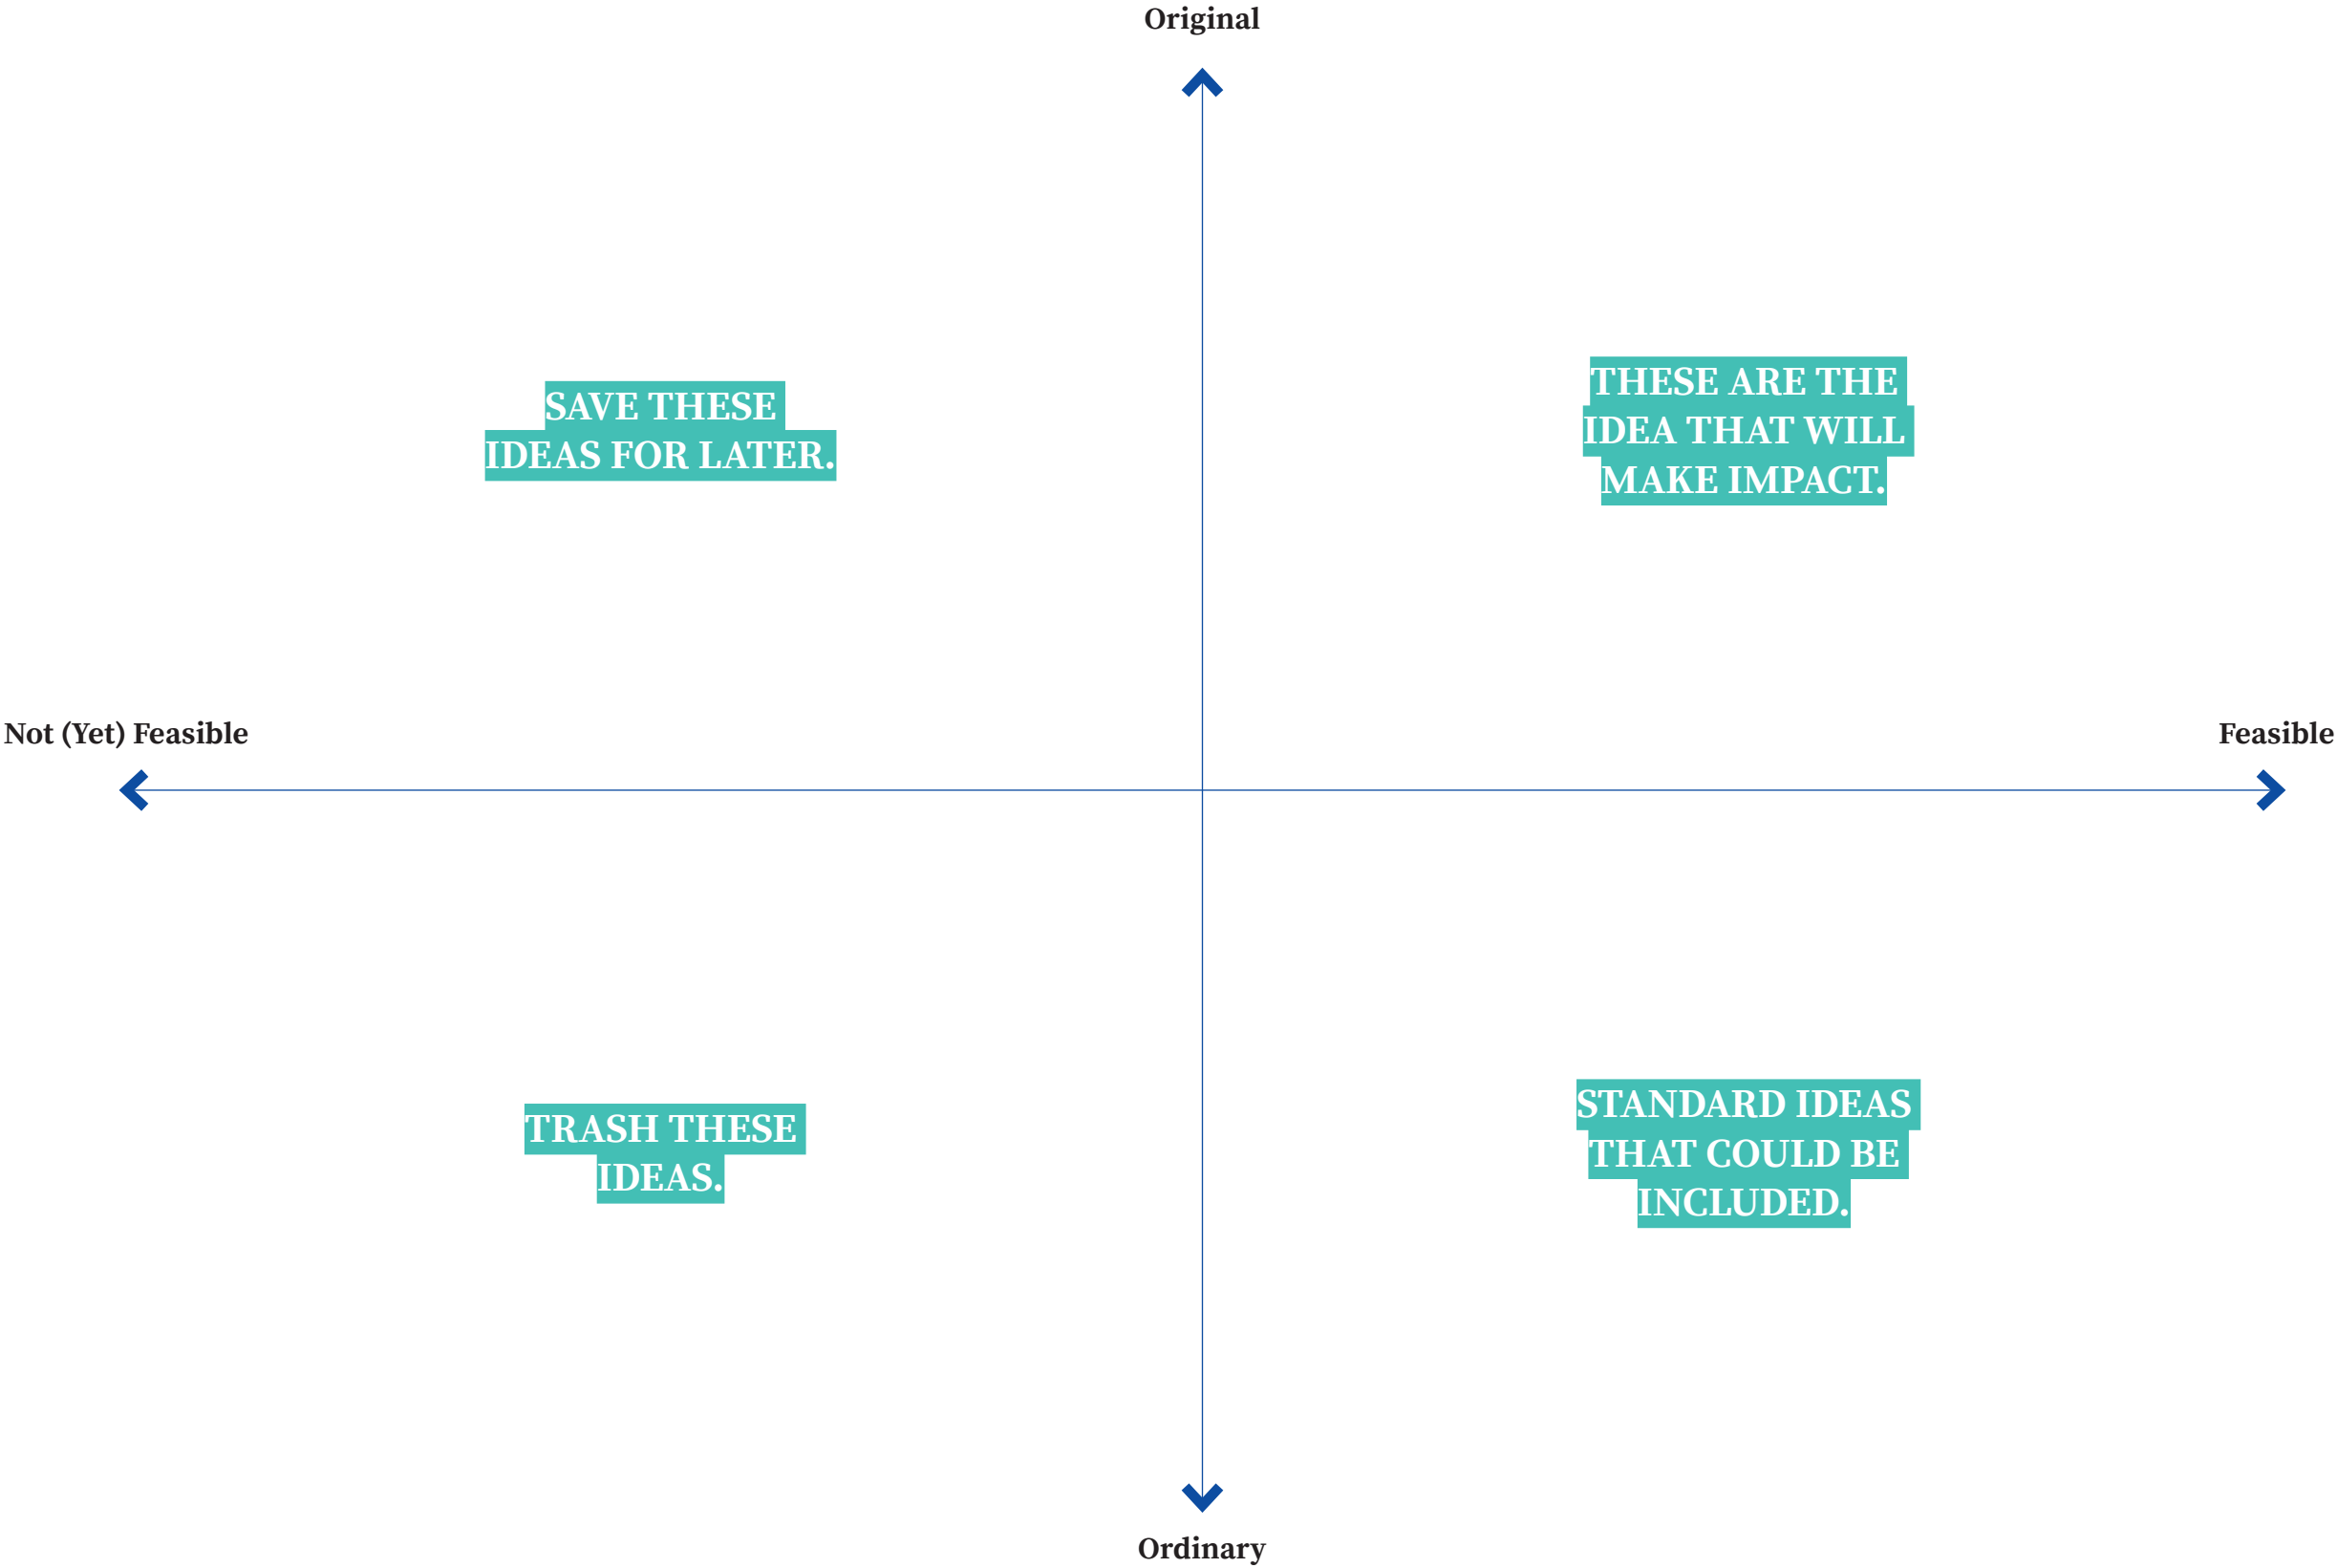 Original
SAVE THESE
IDEAS FOR LATER.
THESE ARE THE
IDEA THAT WILL
MAKE IMPACT.
Not (Yet) Feasible
Feasible
TRASH THESE
IDEAS.
STANDARD IDEAS
THAT COULD BE
INCLUDED.
Ordinary